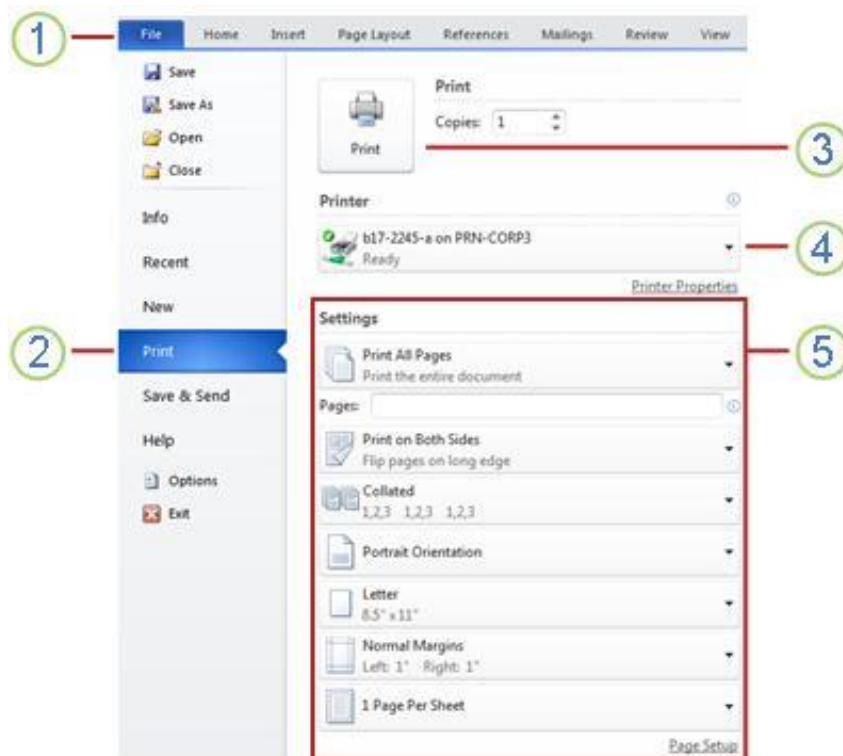 1
File Home Insert Page Layout References Mailings Review View
Save
Save As
Open
Close
Info
Recent
New
2
Print
Save & Send
Help
Options
Exit
Print
Copies: 1
Print
3
Printer
b17-2245-a on PRN-CORP3
Ready
4
Printer Properties
Settings
5
Print All Pages
Print the entire document
Pages:
Print on Both Sides
Flip pages on long edge
Collated
1,2,3 1,2,3 1,2,3
Portrait Orientation
Letter
8.5" x 11"
Normal Margins
Left: 1" Right: 1"
1 Page Per Sheet
Page Setup